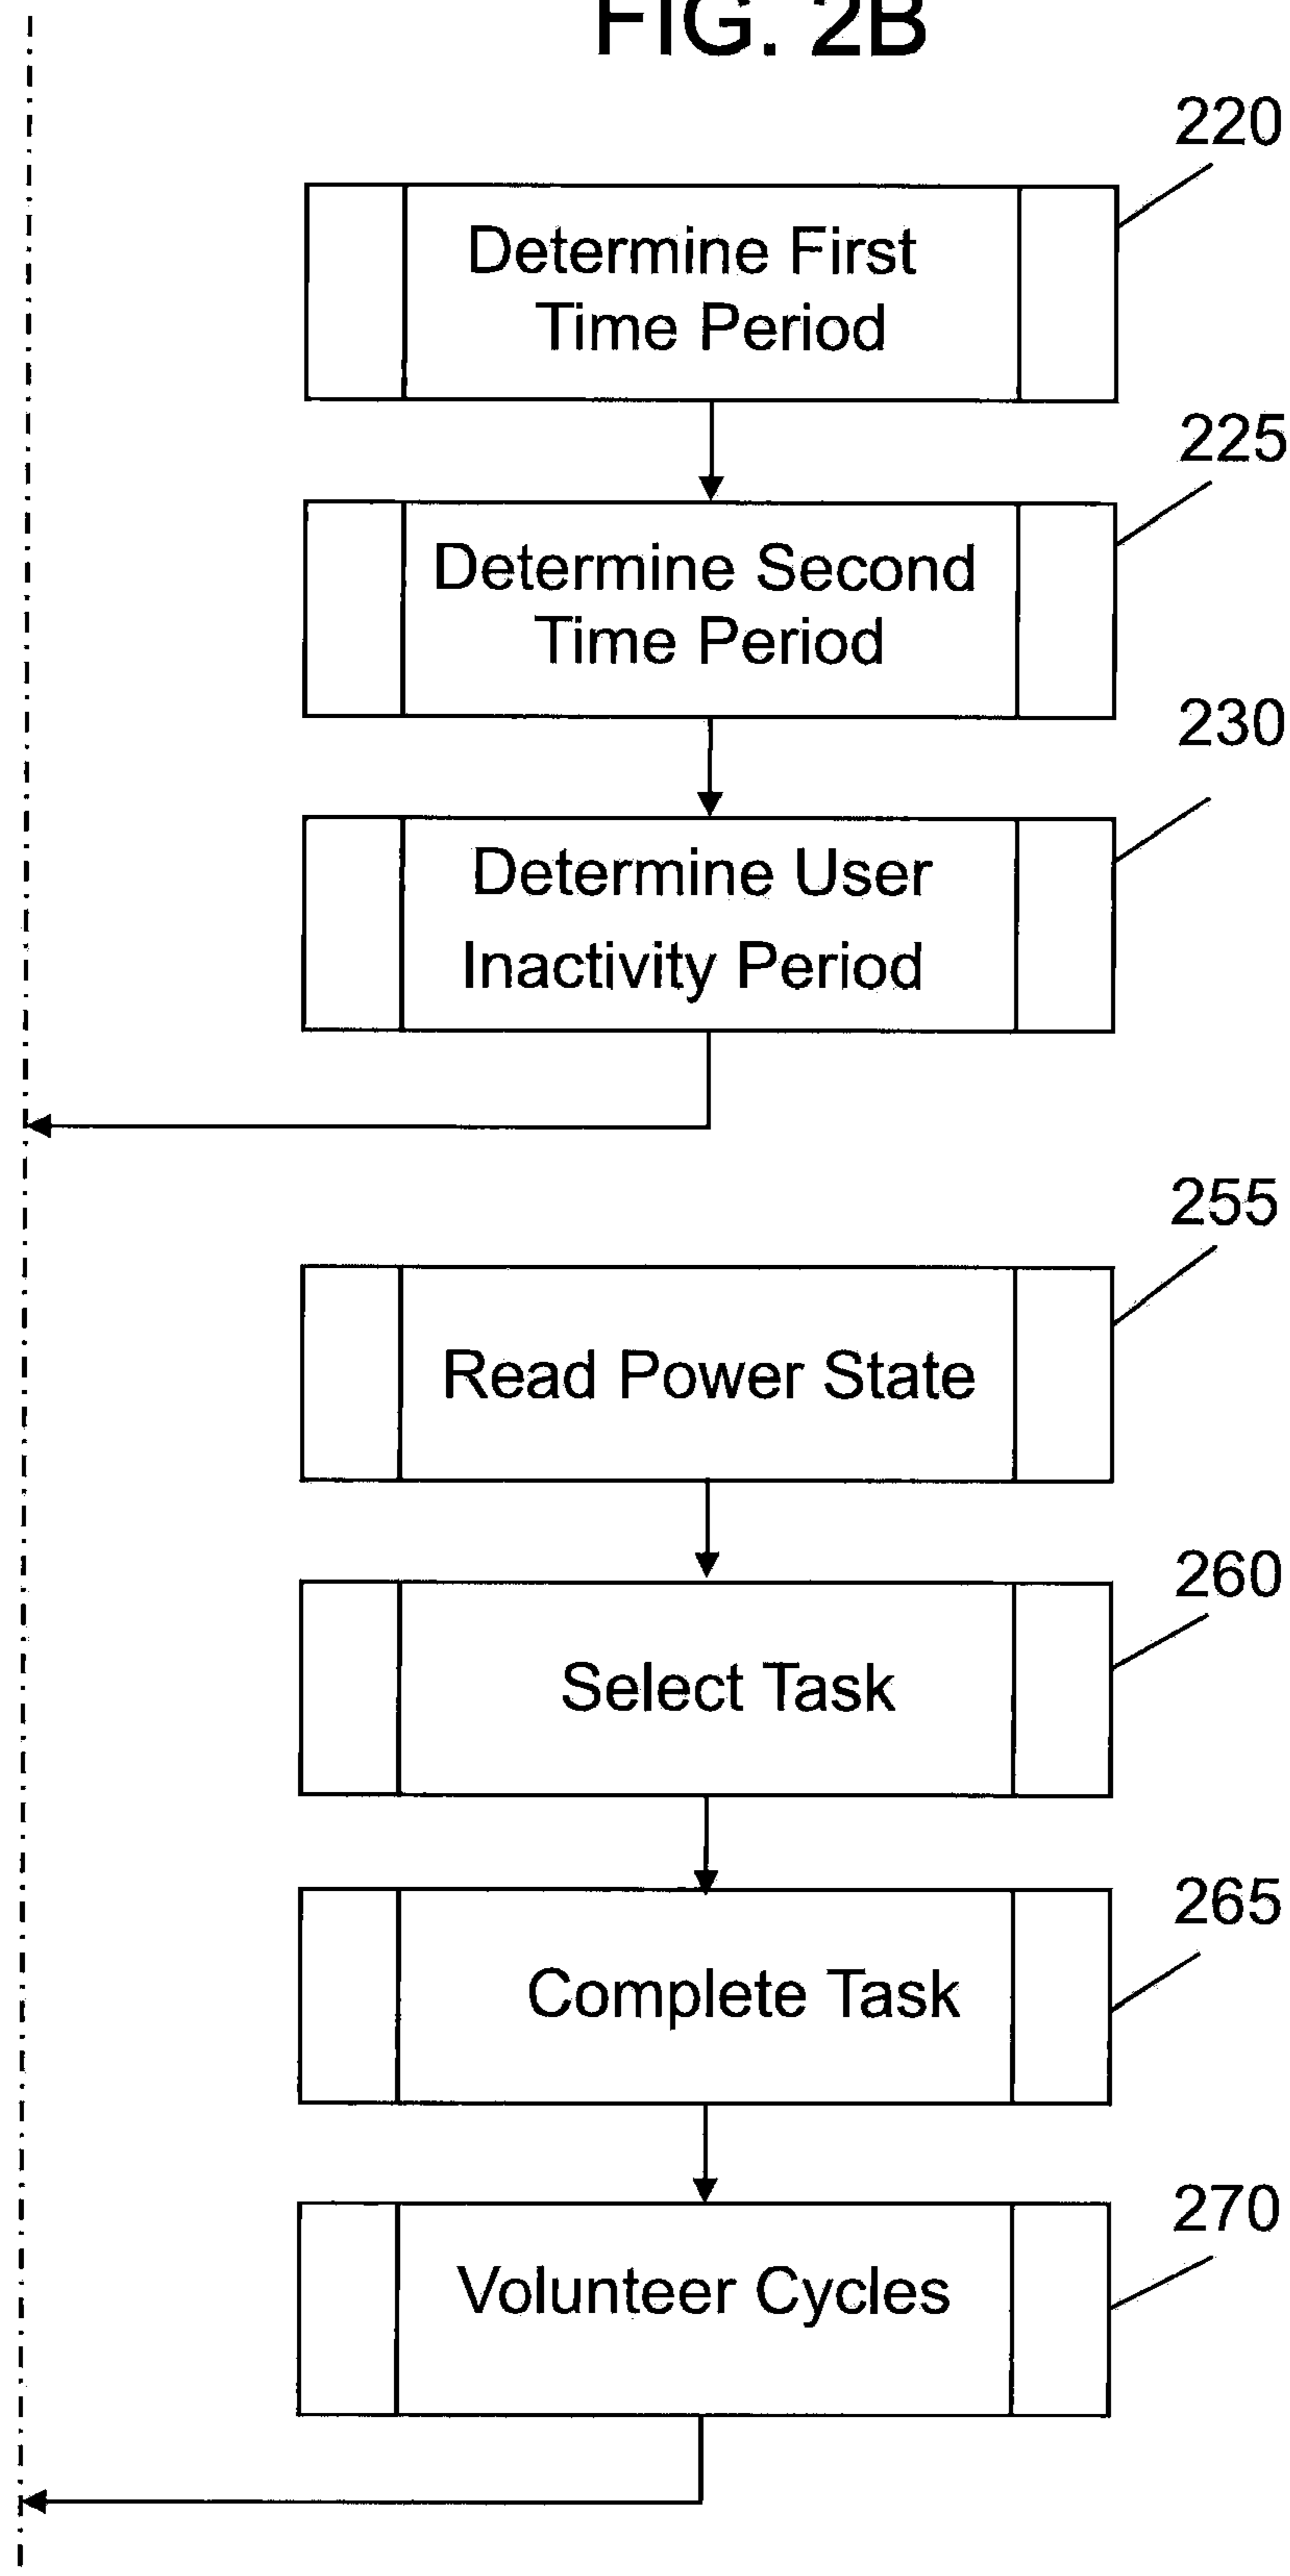 FIG. 2B
220
Determine First
Time Period
225
Determine Second
Time Period
230
Determine User
Inactivity Period
255
Read Power State
260
Select Task
265
Complete Task
270
Volunteer Cycles